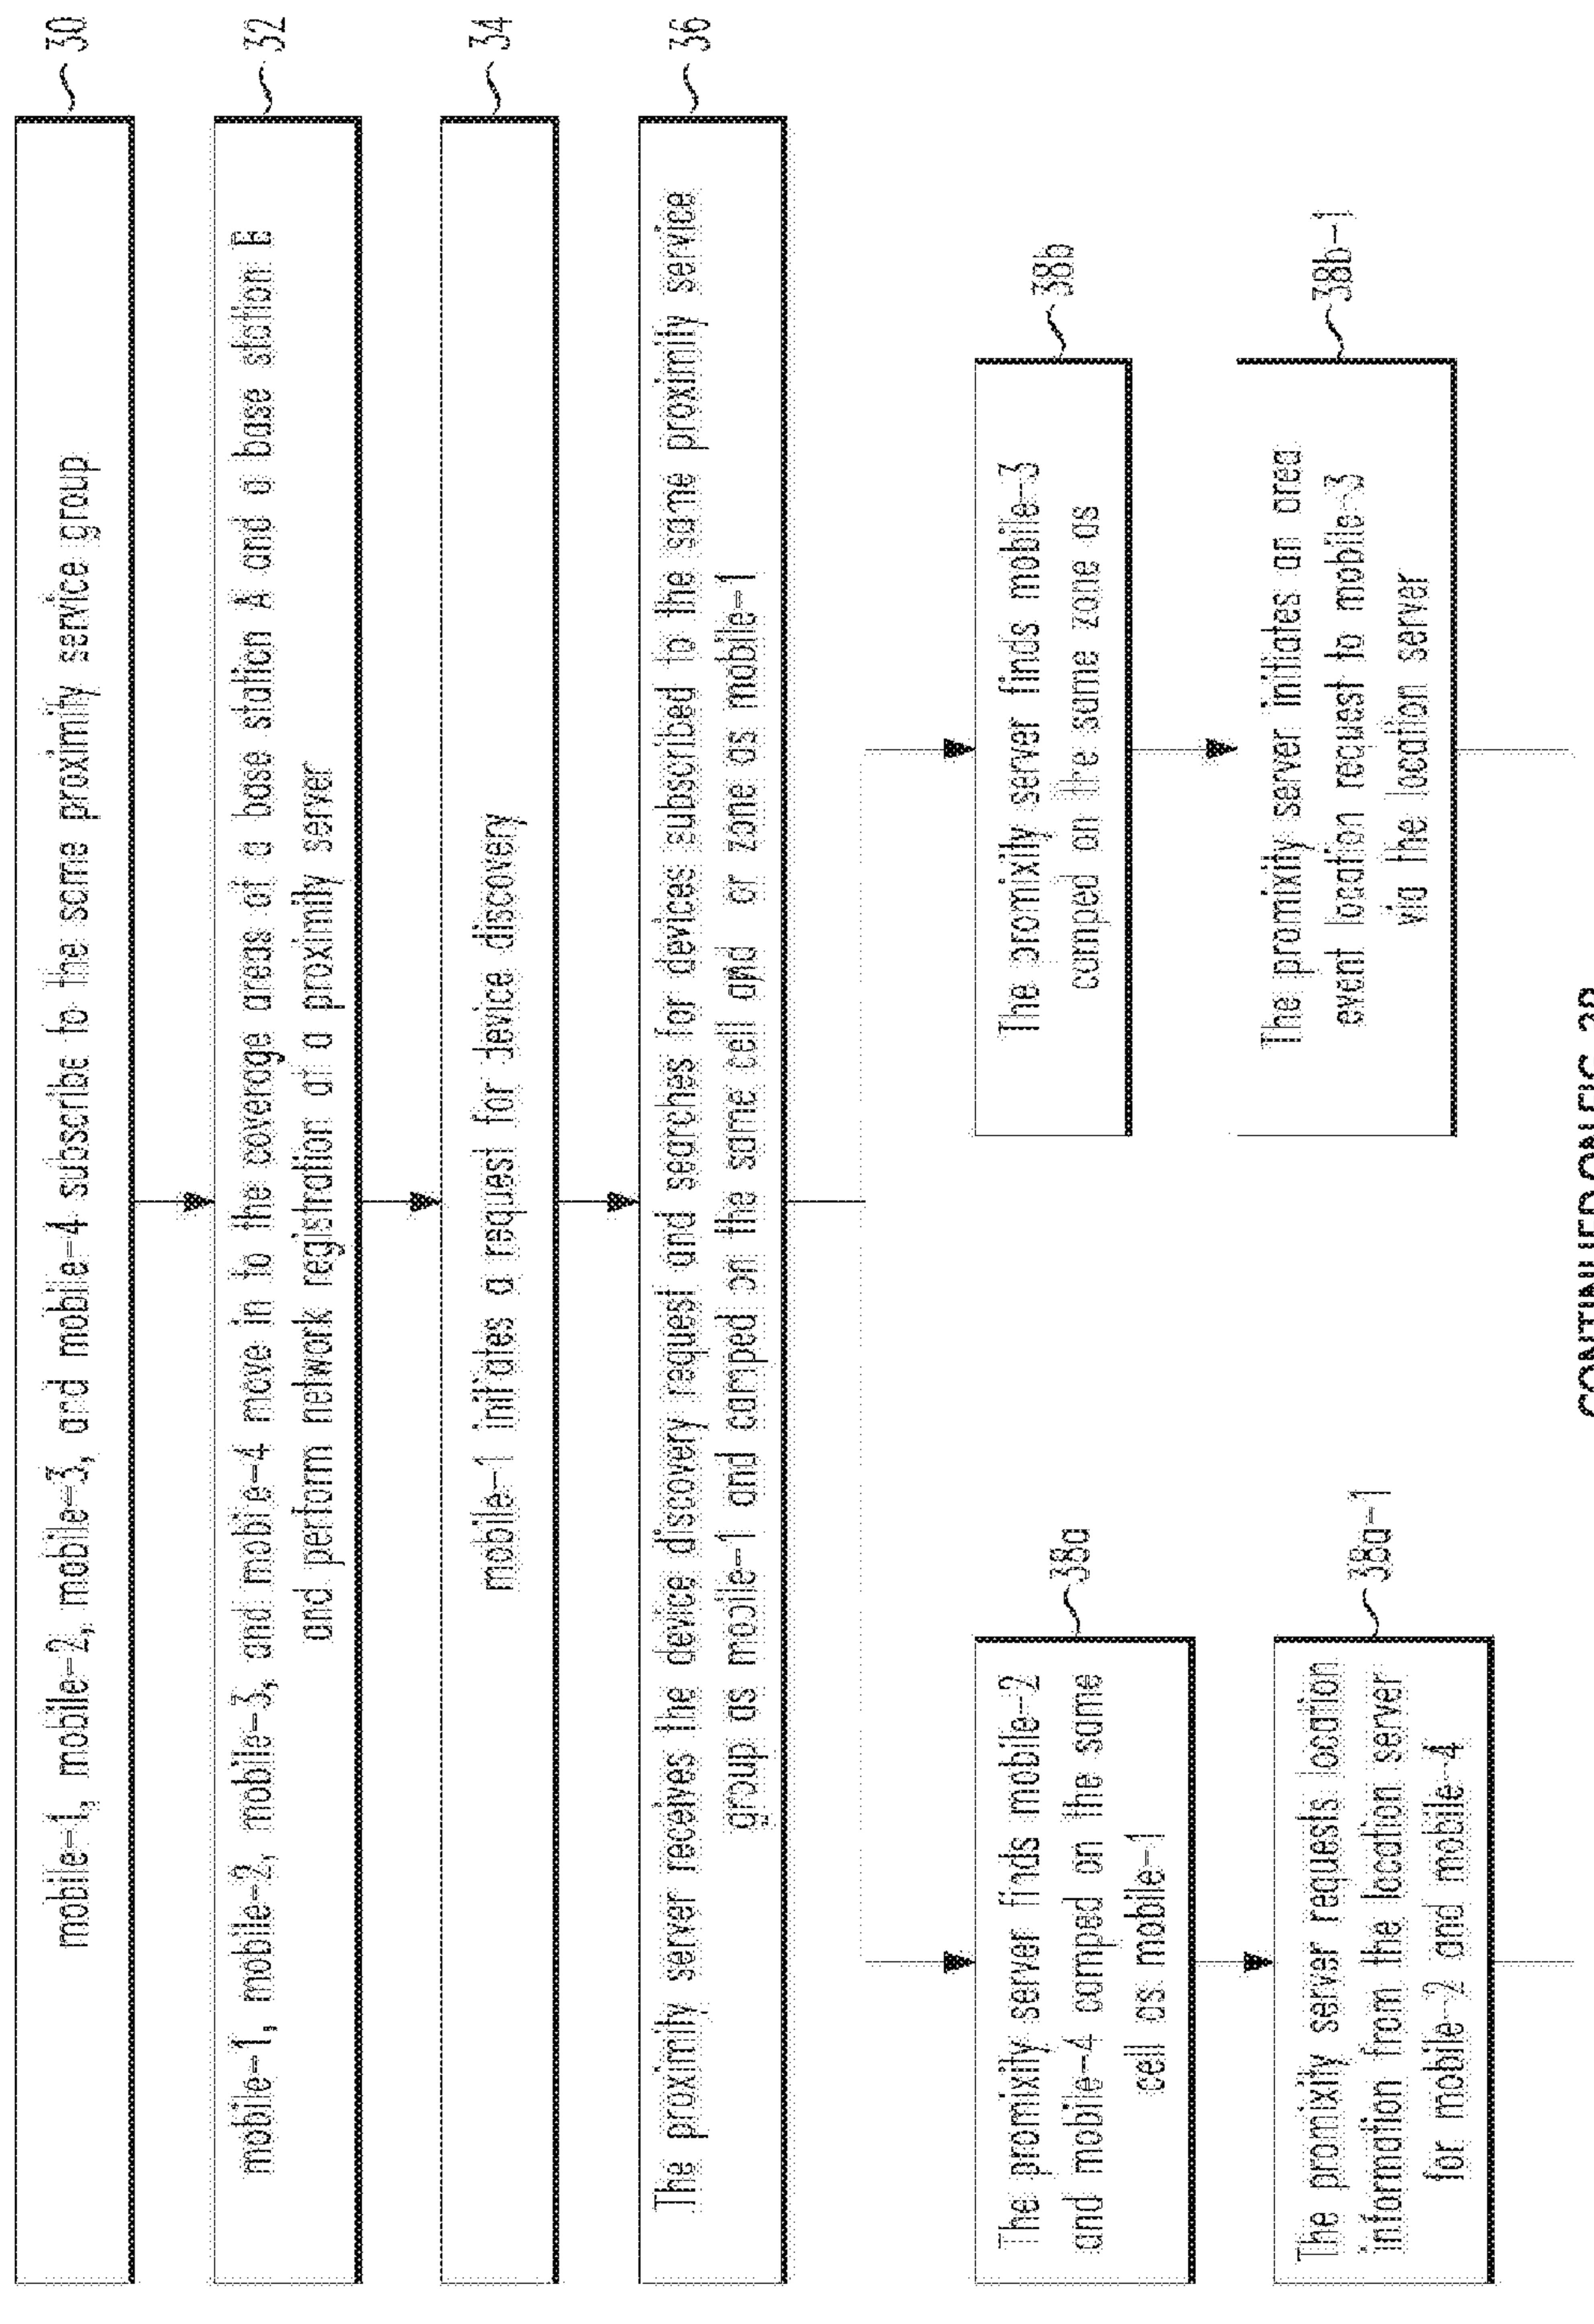 mobile-1, mobile-2, mobile-3, and mobile-4 subscribe to the same proximity service group
30
mobile-1, mobile-2, mobile-3, and mobile-4 move in to the coverage areas of a base station A and a base station B
and perform network registration at a proximity server
32
mobile-1 initiates a request for device discovery
34
The proximity server receives the device discovery request and searches for devices subscribed to the same proximity service
group as mobile-1 and camped on the same cell and or zone as mobile-1
36
The promixity server finds mobile-2
and mobile-4 camped on the same
cell as mobile-1
38a
The promixity server requests location
information from the location server
for mobile-2 and mobile-4
38a-1
The promixity server finds mobile-3
camped on the same zone as
38b
The promixity server initiates an area
event location request to mobile-3
via the location server
38b-1
CONTINUED ON FIG.